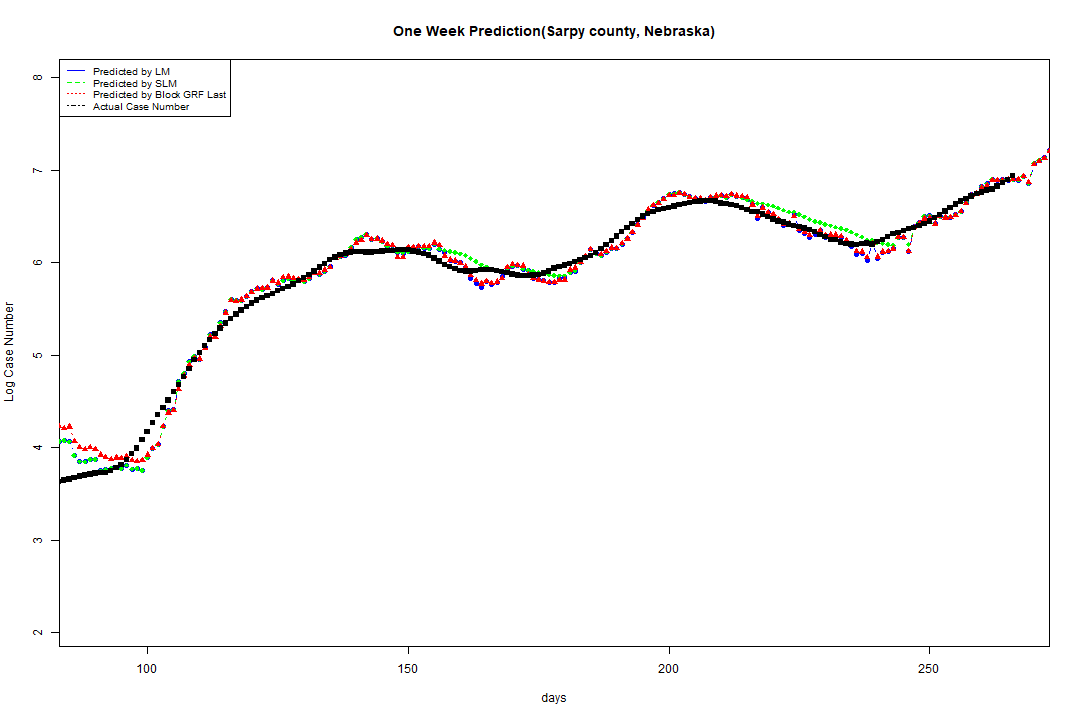 One Week Prediction(Sarpy county, Nebraska)
Predicted by LM
Predicted by SLM
Predicted by Block GRF Last
Actual Case Number
8
7
6
5
4
3
2
Log Case Number
100
150
200
250
days